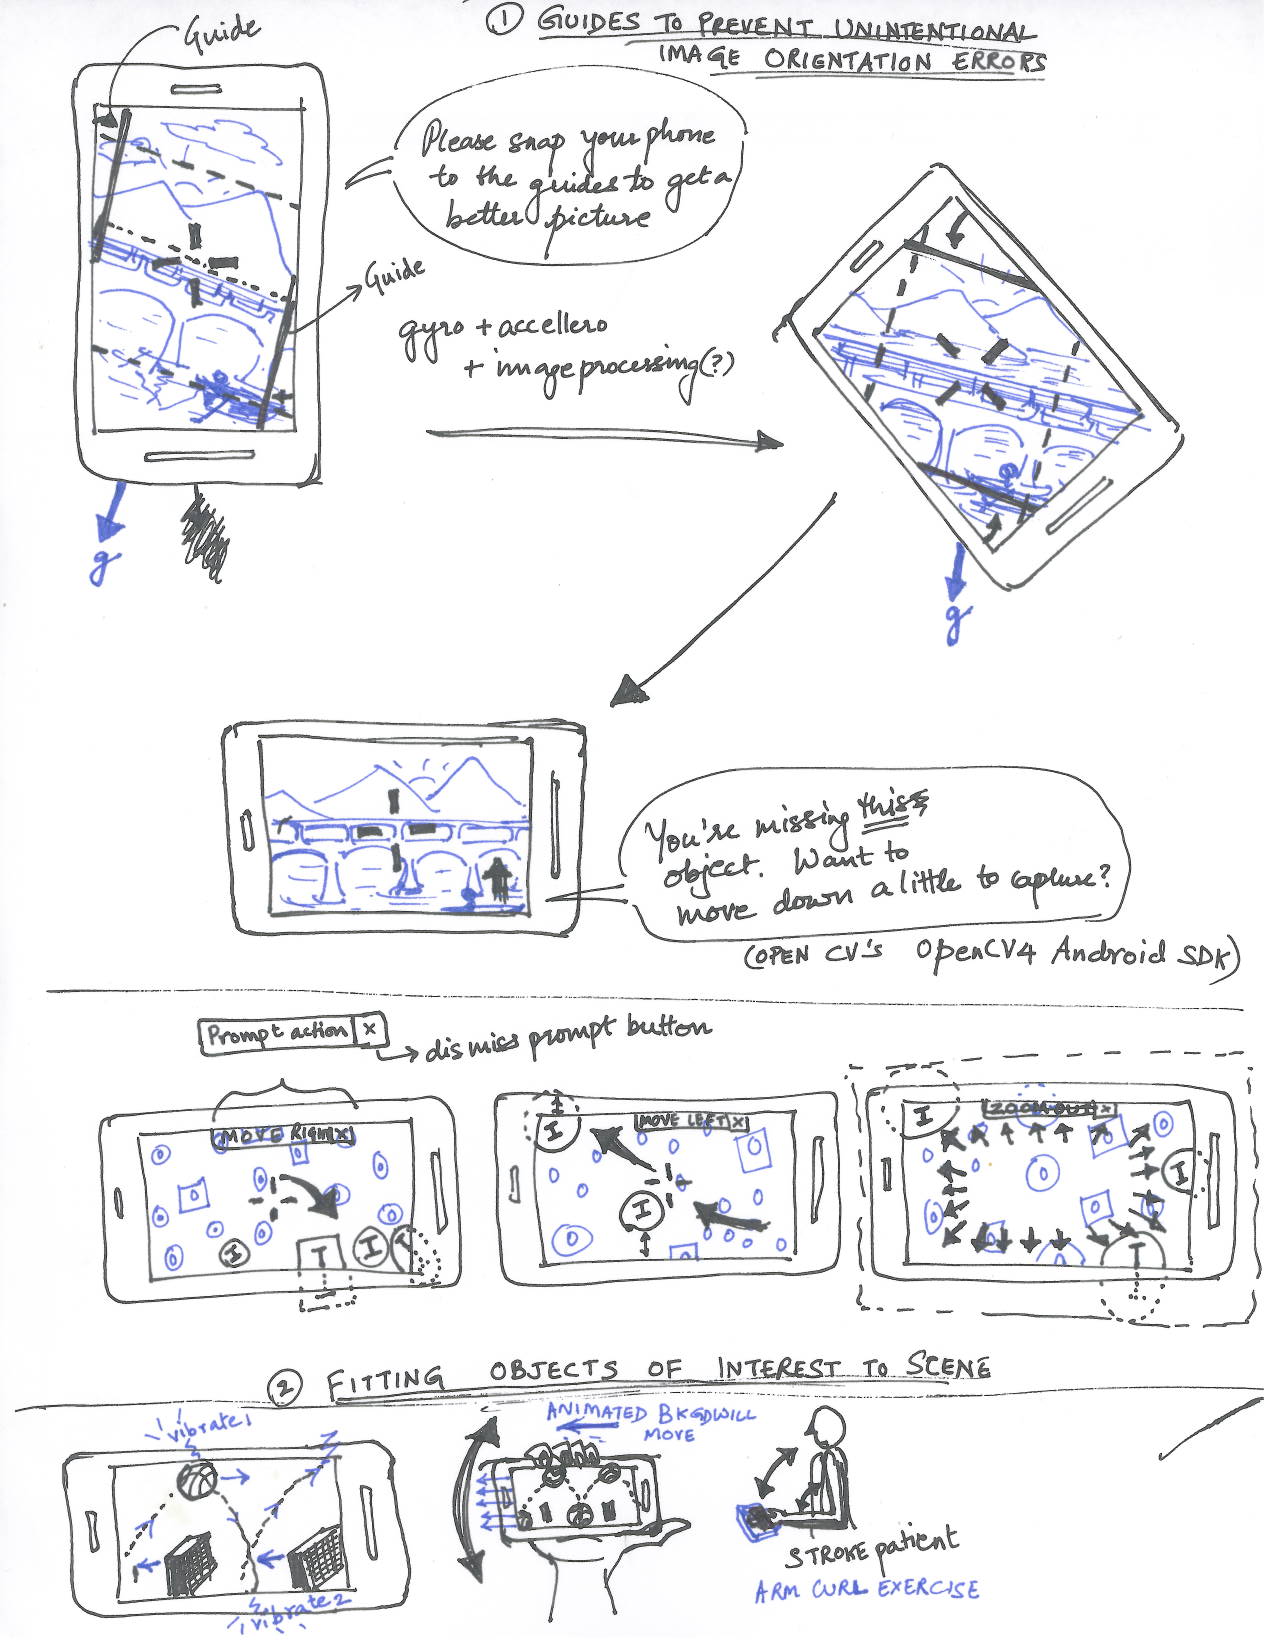 ① GUIDES TO PREVENT UNINTENTIONAL
IMAGE ORIENTATION ERRORS
Guide
Please snap your phone
to the guides to get a
better picture
Guide
gyro + accellero
+ image processing (?)
g
g
You're missing this
object. Want to
move down a little to capture?
(OPEN CV'S OpenCV4 Android SDK)
Prompt action x
dismiss prompt button
MOVE RIGHT x
I
T
I
MOVE LEFT x
I
I
ZOOM OUT x
I
I
T
② FITTING OBJECTS OF INTEREST TO SCENE
vibrate 1
vibrate 2
ANIMATED BKGD WILL
MOVE
STROKE patient
ARM CURL EXERCISE